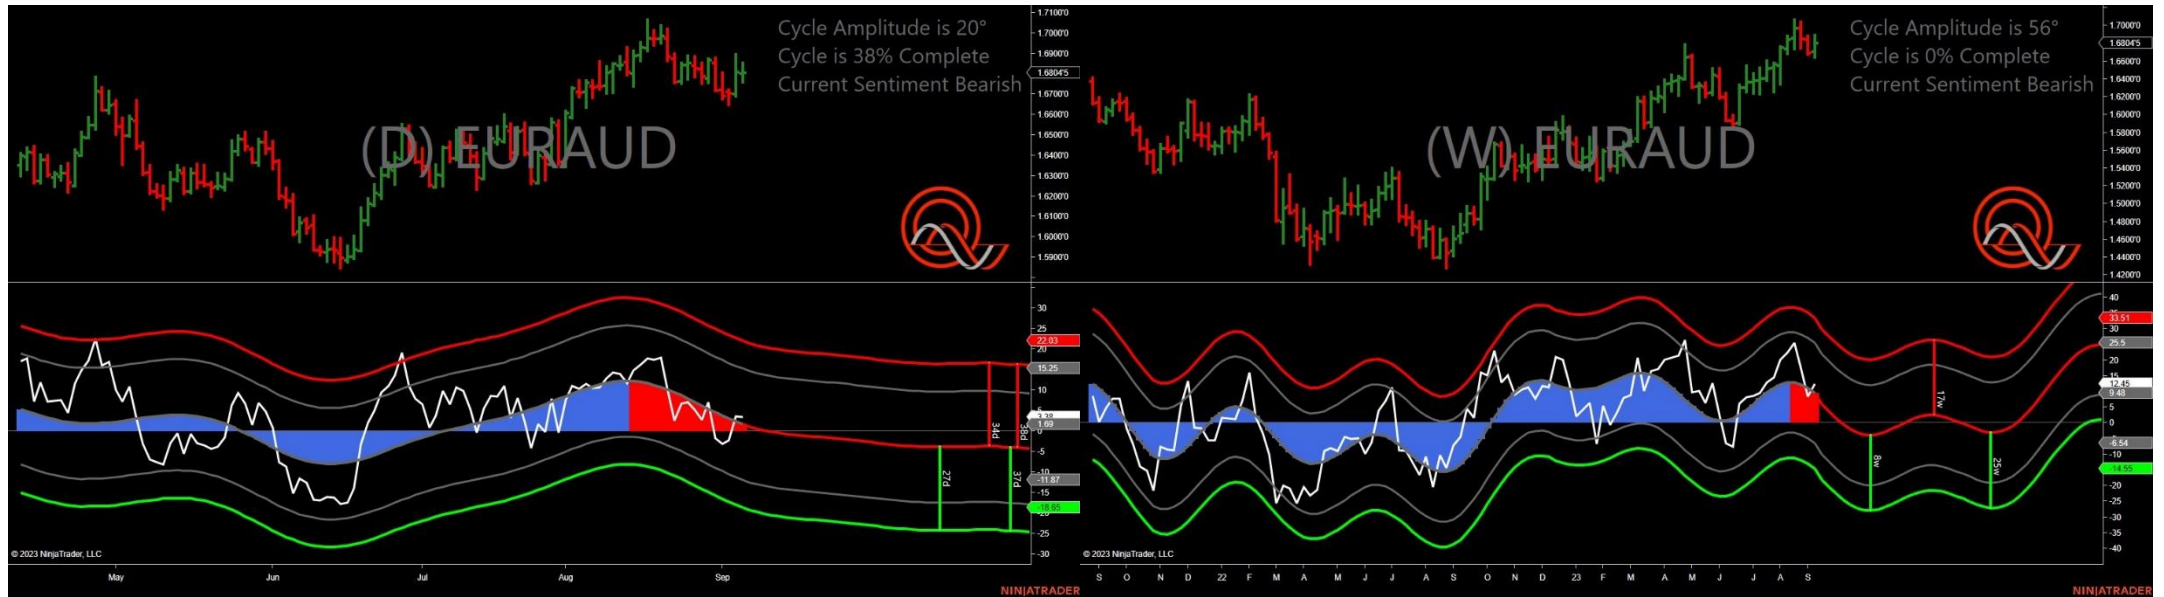 Cycle Amplitude is 20°
Cycle is 38% Complete
Current Sentiment Bearish
(D) EURAUD
1.7100'0
1.7000'0
1.6900'0
1.6804'5
1.6700'0
1.6500'0
1.6400'0
1.6300'0
1.6100'0
1.6000'0
1.5900'0
30
25
22.03
20
15.25
10
5
3.38
1.69
0
-5
-10
-11.87
-15
-18.65
-25
-30
34d
38d
27d
37d
© 2023 NinjaTrader, LLC
May
Jun
Jul
Aug
Sep
NINJATRADER
Cycle Amplitude is 56°
Cycle is 0% Complete
Current Sentiment Bearish
(W) EURAUD
1.7000'0
1.6804'5
1.6600'0
1.6400'0
1.6200'0
1.6000'0
1.5800'0
1.5600'0
1.5400'0
1.5200'0
1.5000'0
1.4800'0
1.4600'0
1.4400'0
1.4200'0
40
33.51
30
25.5
20
12.45
9.48
5
0
-6.54
-10
-14.55
-20
-25
-30
-35
-40
17w
8w
25w
© 2023 NinjaTrader, LLC
S O N D 22 F M A M J J A S O N D 23 F M A M J J A S
NINJATRADER